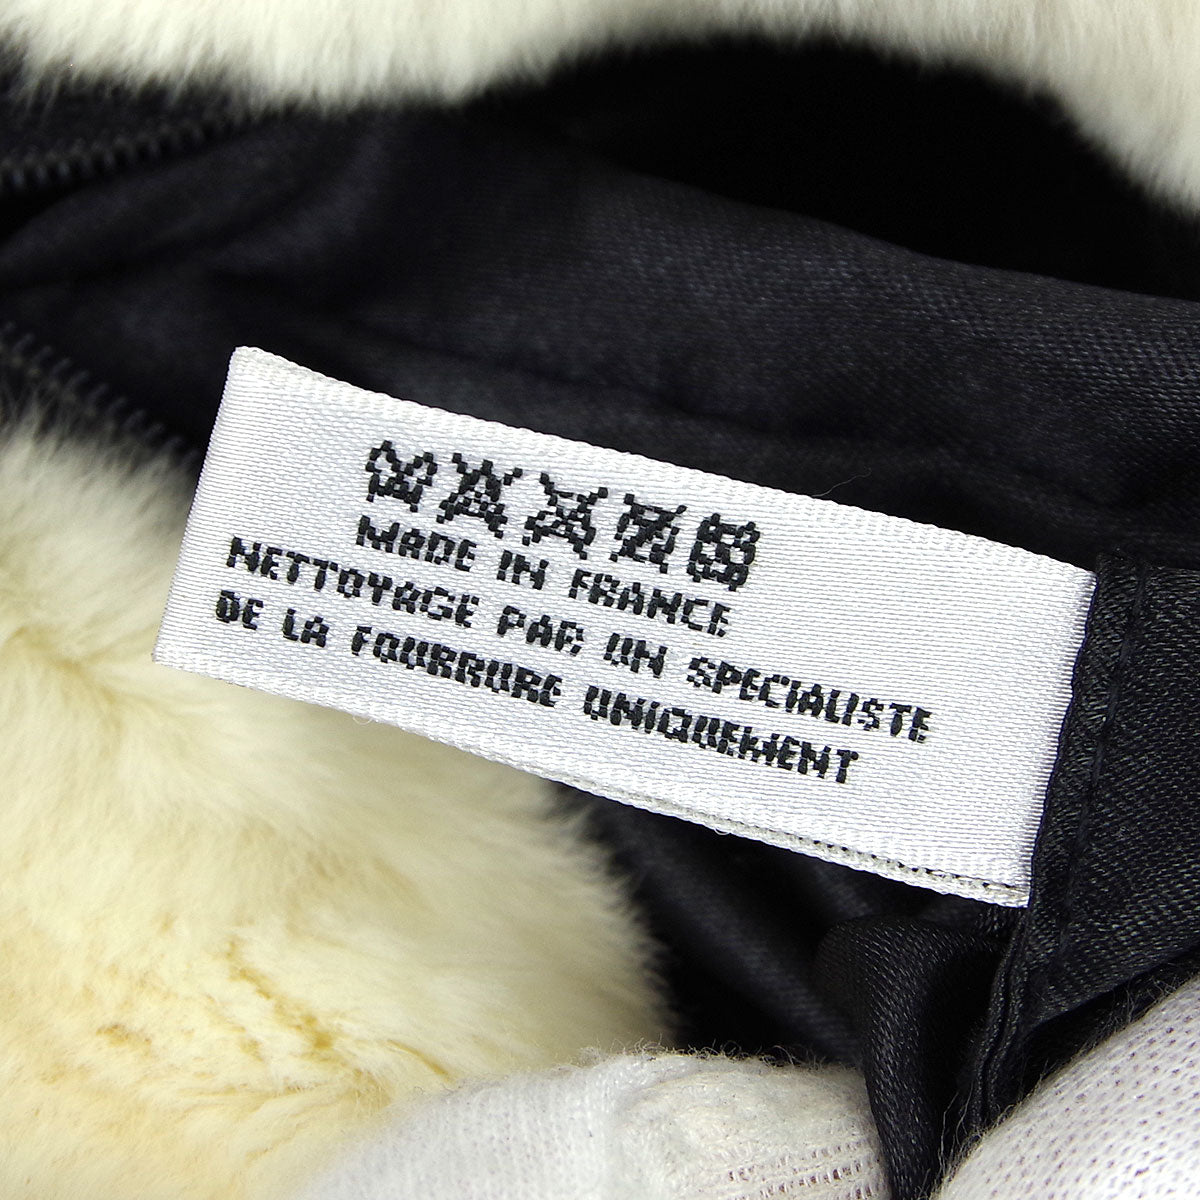 MADE IN FRANCE
NETTOYAGE PAR UN SPECIALISTE
DE LA FOURRURE UNIQUEMENT